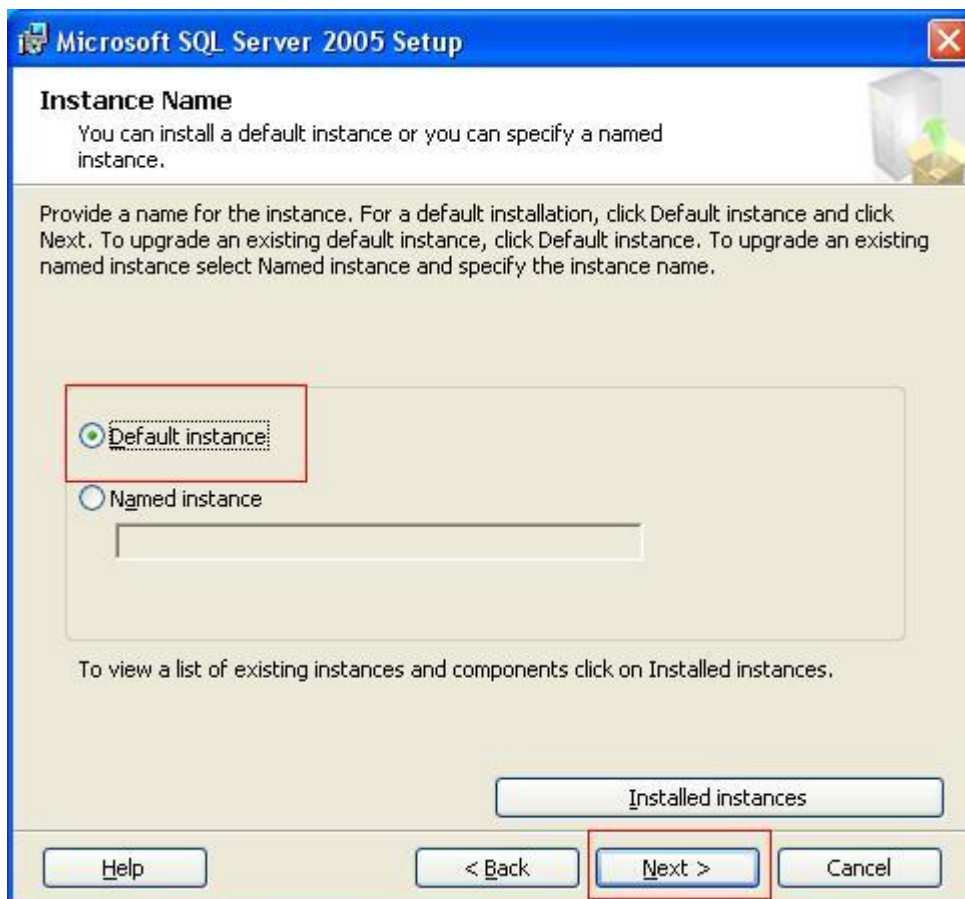 Microsoft SQL Server 2005 Setup
Instance Name
You can install a default instance or you can specify a named
instance.
Provide a name for the instance. For a default installation, click Default instance and click
Next. To upgrade an existing default instance, click Default instance. To upgrade an existing
named instance select Named instance and specify the instance name.
Default instance
Named instance
To view a list of existing instances and components click on Installed instances.
Installed instances
Help
< Back
Next >
Cancel